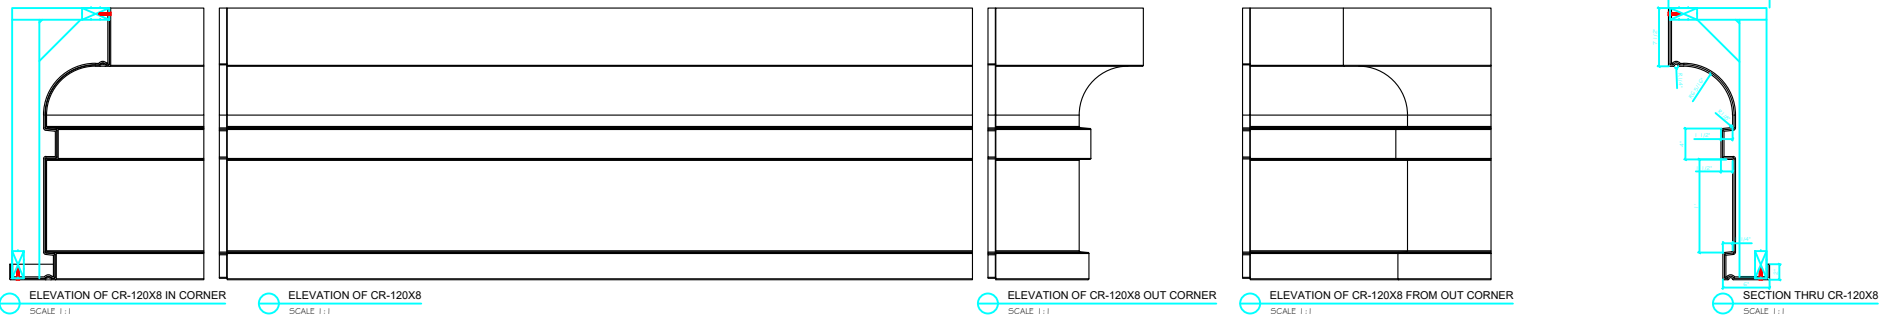 ELEVATION OF CR-120X8 IN CORNER
SCALE 1:1
ELEVATION OF CR-120X8
SCALE 1:1
ELEVATION OF CR-120X8 OUT CORNER
SCALE 1:1
ELEVATION OF CR-120X8 FROM OUT CORNER
SCALE 1:1
SECTION THRU CR-120X8
SCALE 1:1